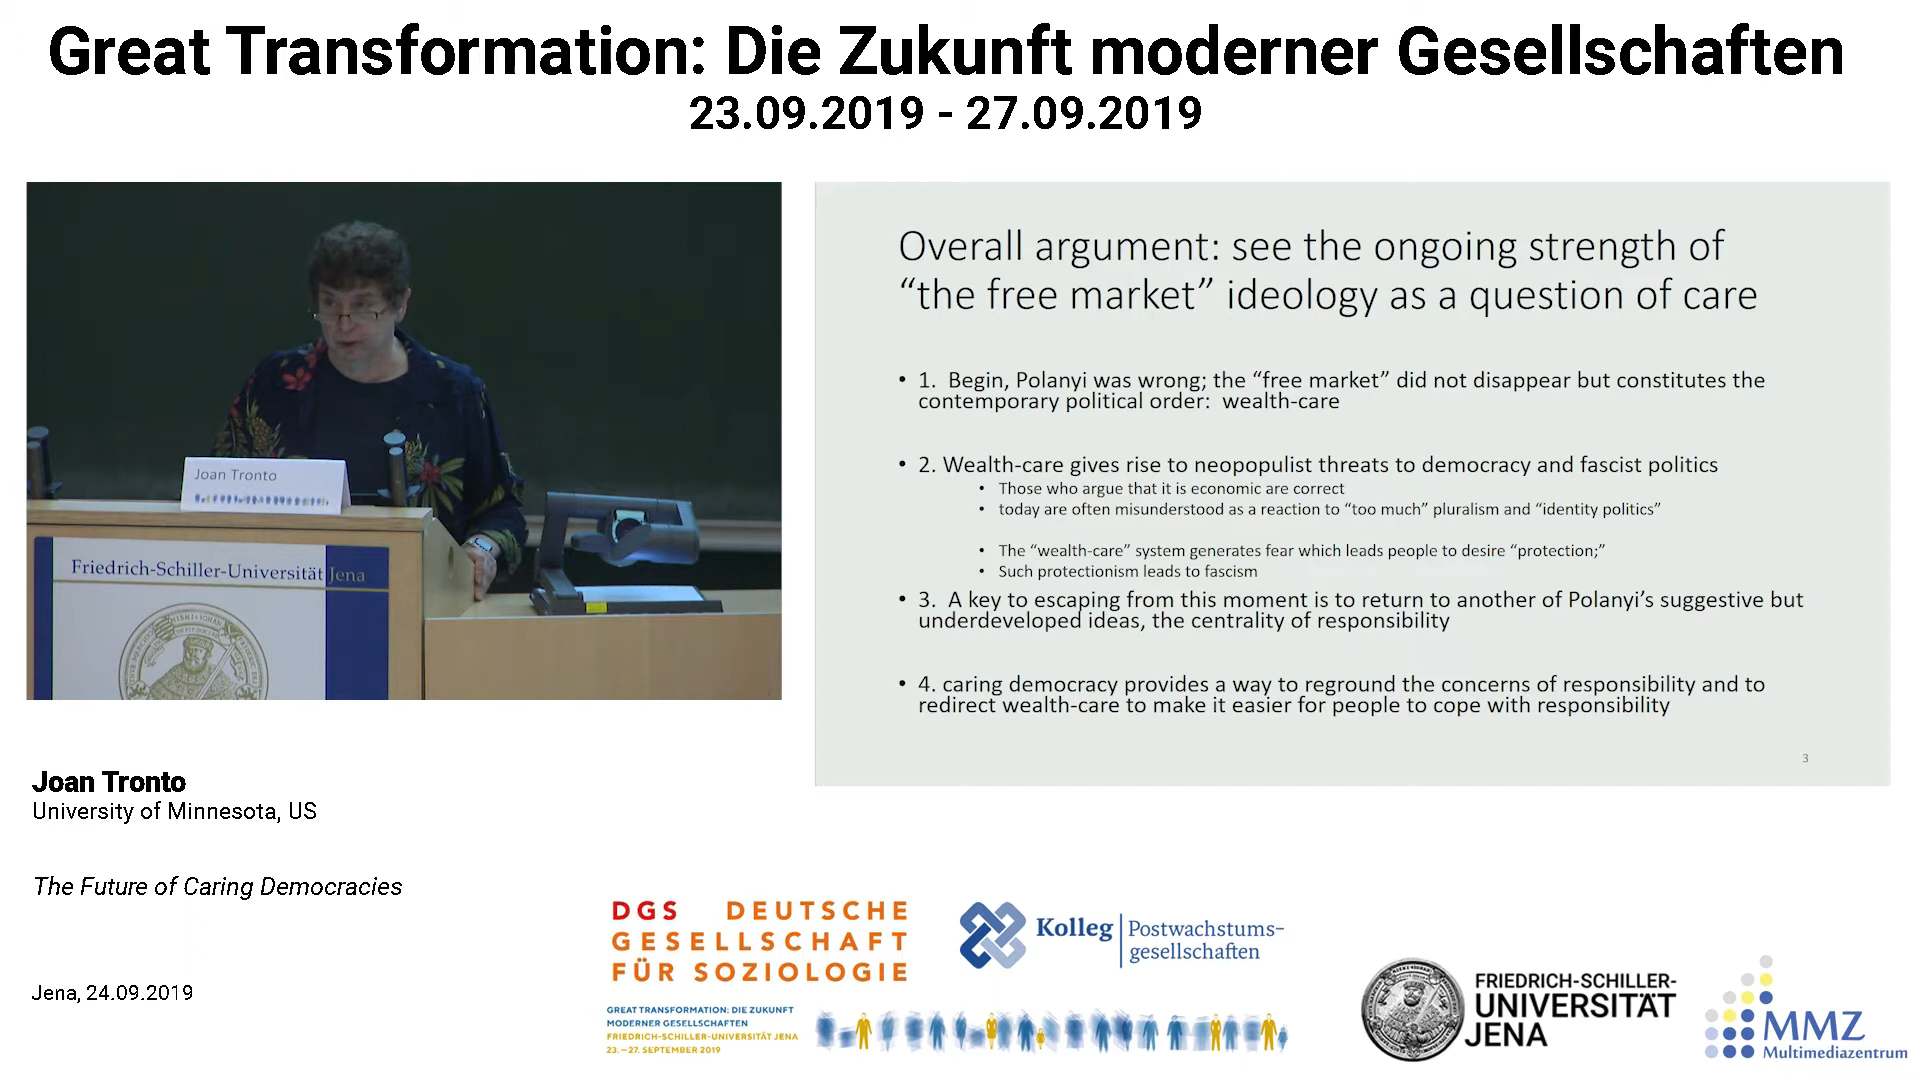 Great Transformation: Die Zukunft moderner Gesellschaften
23.09.2019 - 27.09.2019
Joan Tronto
Friedrich-Schiller-Universität Jena
Overall argument: see the ongoing strength of
“the free market” ideology as a question of care
• 1. Begin, Polanyi was wrong; the “free market” did not disappear but constitutes the
contemporary political order: wealth-care
• 2. Wealth-care gives rise to neopopulist threats to democracy and fascist politics
• Those who argue that it is economic are correct
• today are often misunderstood as a reaction to “too much” pluralism and “identity politics”
• The “wealth-care” system generates fear which leads people to desire “protection;”
• Such protectionism leads to fascism
• 3. A key to escaping from this moment is to return to another of Polanyi’s suggestive but
underdeveloped ideas, the centrality of responsibility
• 4. caring democracy provides a way to reground the concerns of responsibility and to
redirect wealth-care to make it easier for people to cope with responsibility
3
Joan Tronto
University of Minnesota, US
The Future of Caring Democracies
Jena, 24.09.2019
DGS DEUTSCHE
GESELLSCHAFT
FÜR SOZIOLOGIE
GREAT TRANSFORMATION: DIE ZUKUNFT
MODERNER GESELLSCHAFTEN
FRIEDRICH-SCHILLER-UNIVERSITÄT JENA
23.–27. SEPTEMBER 2019
Kolleg Postwachstums-
gesellschaften
FRIEDRICH-SCHILLER-
UNIVERSITÄT
JENA
MMZ
Multimediazentrum